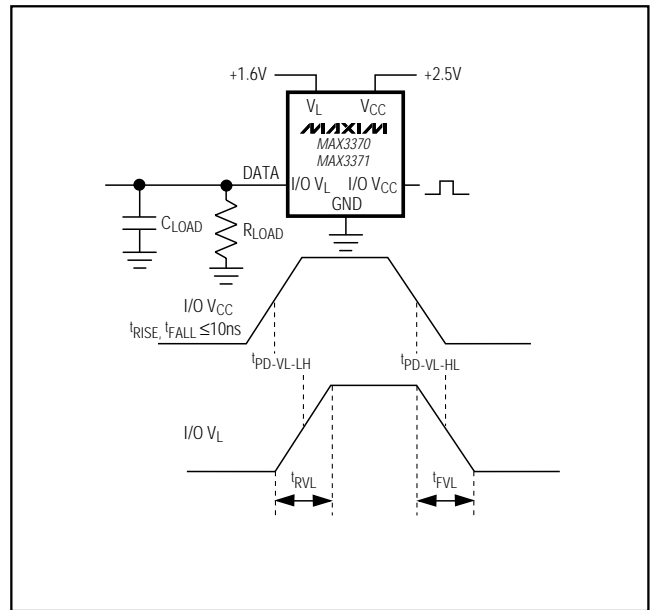 +1.6V
+2.5V
VL
VCC
MAXIM
MAX3370
MAX3371
DATA
I/O VL
I/O VCC
GND
CLOAD
RLOAD
I/O VCC
tRISE, tFALL ≤10ns
tPD-VL-LH
tPD-VL-HL
I/O VL
tRVL
tFVL